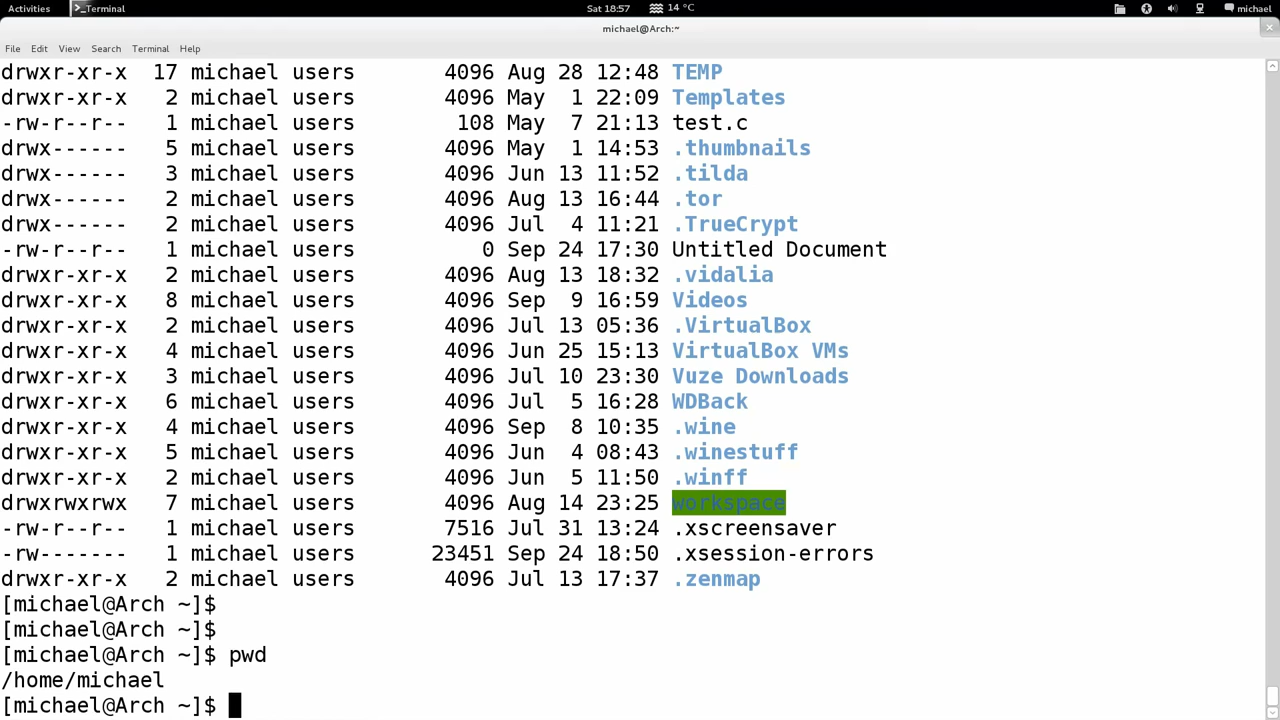 Activities Terminal Sat 18:57 14 °C michael
michael@Arch:~
File Edit View Search Terminal Help
drwxr-xr-x 17 michael users 4096 Aug 28 12:48 TEMP
drwxr-xr-x 2 michael users 4096 May 1 22:09 Templates
-rw-r--r-- 1 michael users 108 May 7 21:13 test.c
drwx------ 5 michael users 4096 May 1 14:53 .thumbnails
drwx------ 3 michael users 4096 Jun 13 11:52 .tilda
drwx------ 2 michael users 4096 Aug 13 16:44 .tor
drwx------ 2 michael users 4096 Jul 4 11:21 .TrueCrypt
-rw-r--r-- 1 michael users 0 Sep 24 17:30 Untitled Document
drwxr-xr-x 2 michael users 4096 Aug 13 18:32 .vidalia
drwxr-xr-x 8 michael users 4096 Sep 9 16:59 Videos
drwxr-xr-x 2 michael users 4096 Jul 13 05:36 .VirtualBox
drwxr-xr-x 4 michael users 4096 Jun 25 15:13 VirtualBox VMs
drwxr-xr-x 3 michael users 4096 Jul 10 23:30 Vuze Downloads
drwxr-xr-x 6 michael users 4096 Jul 5 16:28 WDBack
drwxr-xr-x 4 michael users 4096 Sep 8 10:35 .wine
drwxr-xr-x 5 michael users 4096 Jun 4 08:43 .winestuff
drwxr-xr-x 2 michael users 4096 Jun 5 11:50 .winff
drwxrwxrwx 7 michael users 4096 Aug 14 23:25 workspace
-rw-r--r-- 1 michael users 7516 Jul 31 13:24 .xscreensaver
-rw------- 1 michael users 23451 Sep 24 18:50 .xsession-errors
drwxr-xr-x 2 michael users 4096 Jul 13 17:37 .zenmap
[michael@Arch ~]$
[michael@Arch ~]$
[michael@Arch ~]$ pwd
/home/michael
[michael@Arch ~]$